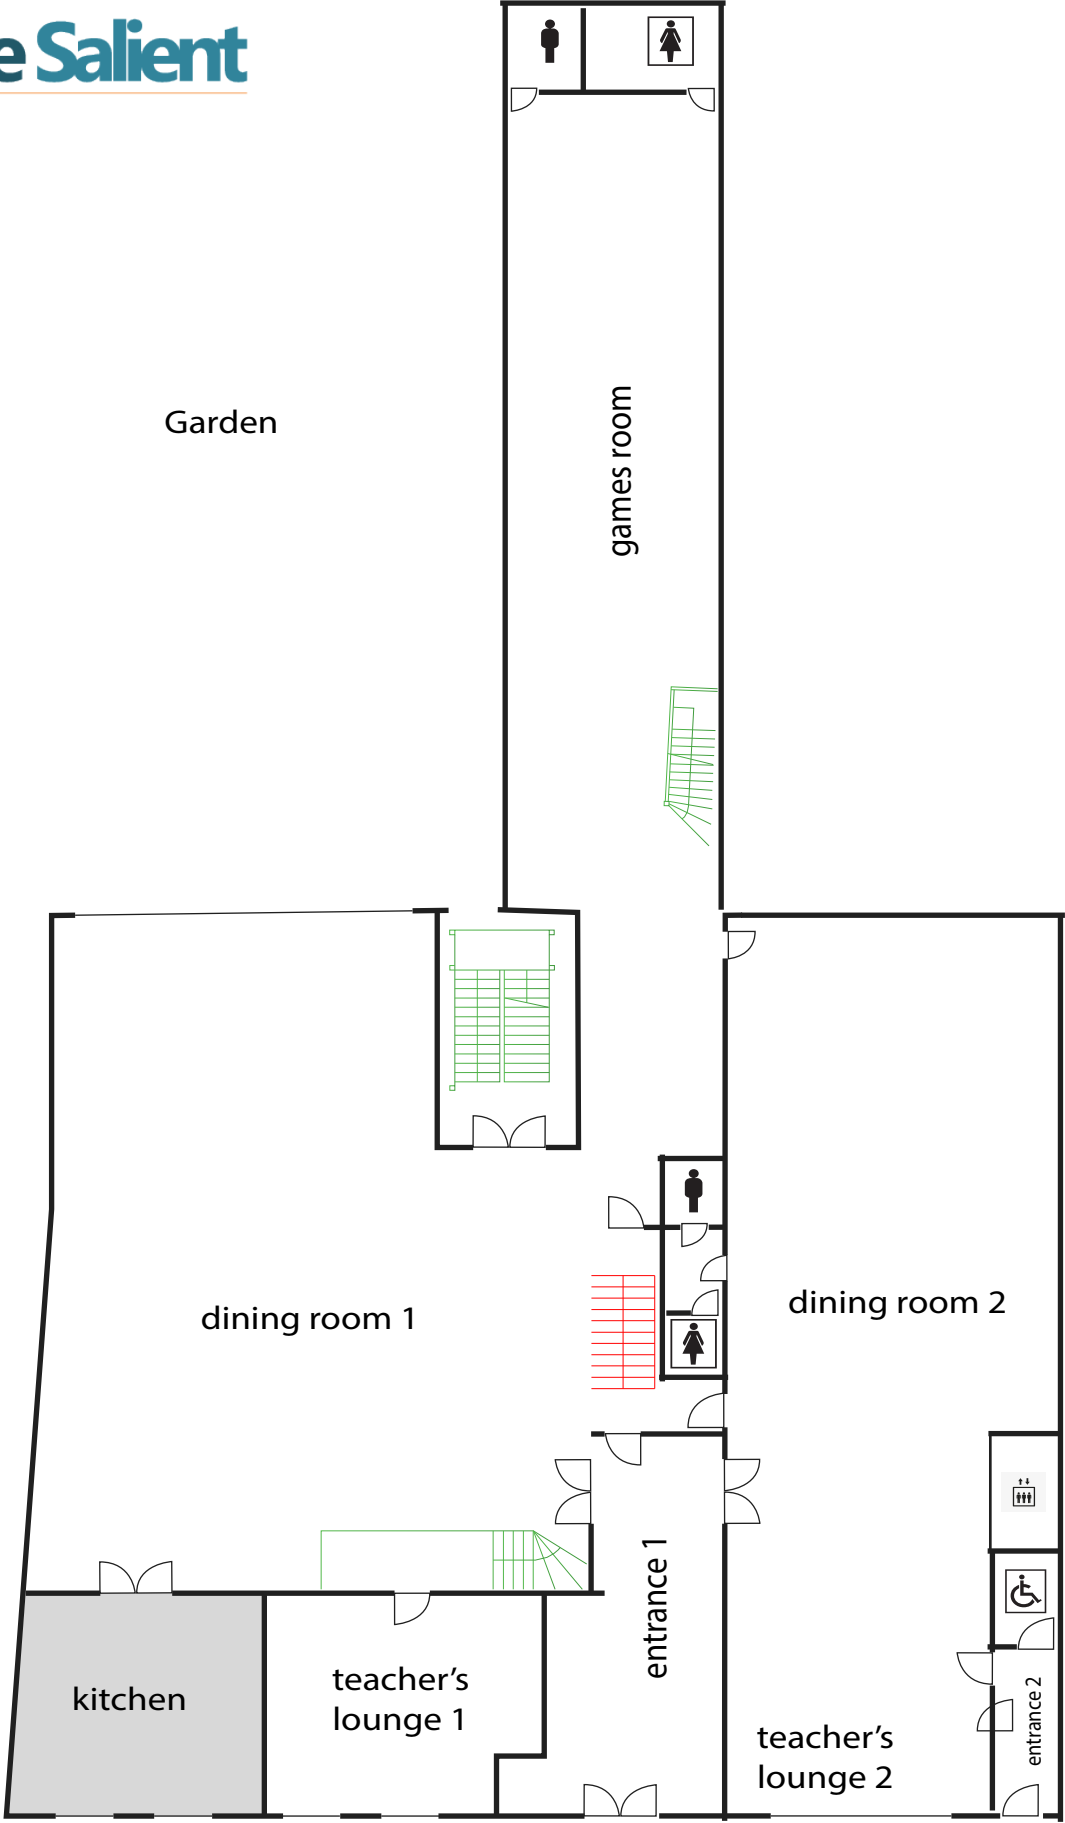 e Salient
Garden
games room
dining room 1
dining room 2
entrance 1
kitchen
teacher's
lounge 1
teacher's
lounge 2
entrance 2